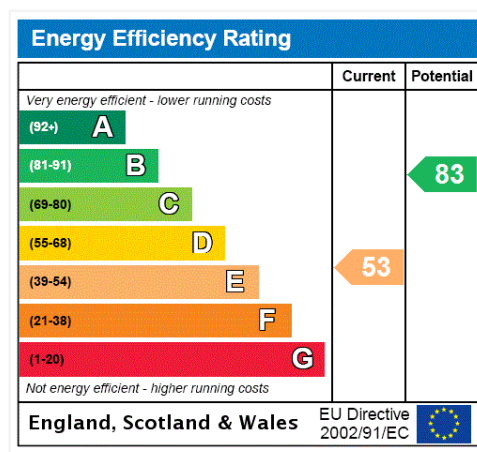 Energy Efficiency Rating
Current Potential
Very energy efficient - lower running costs
(92+) A
(81-91) B
83
(69-80) C
(55-68) D
(39-54) E
53
(21-38) F
(1-20) G
Not energy efficient - higher running costs
England, Scotland & Wales
EU Directive
2002/91/EC